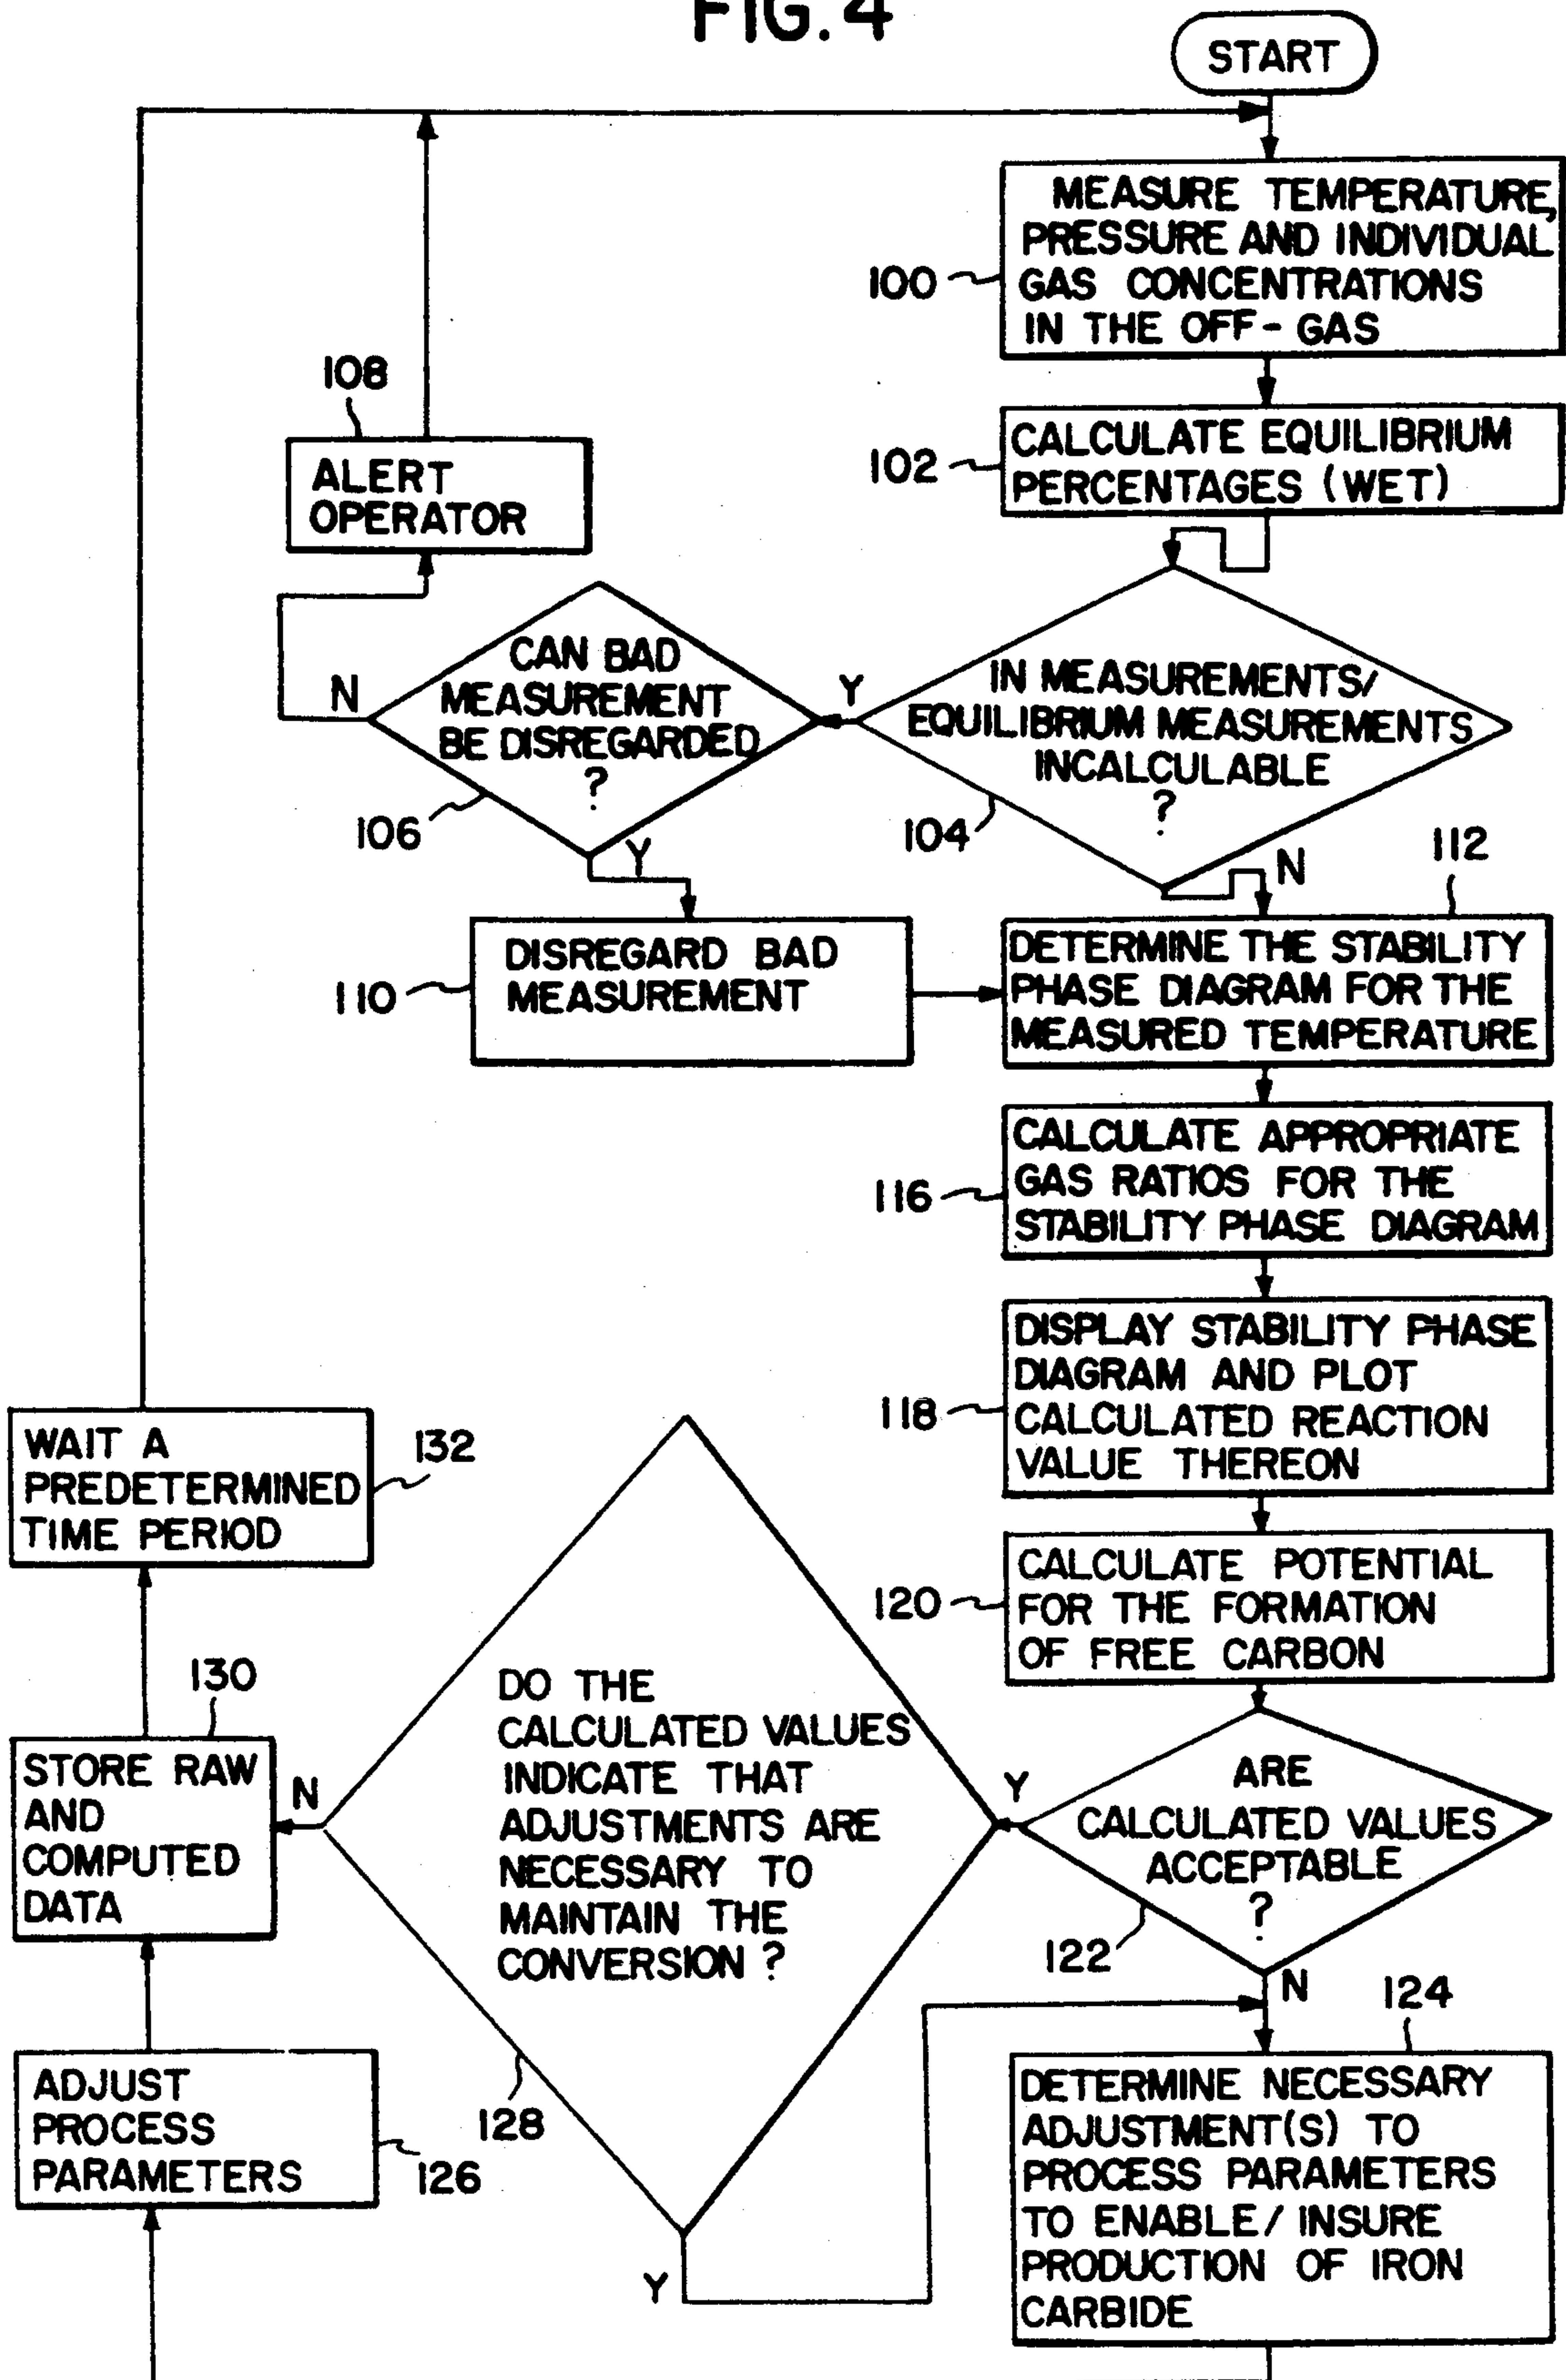 FIG. 4
START
MEASURE TEMPERATURE,
PRESSURE AND INDIVIDUAL
GAS CONCENTRATIONS
IN THE OFF-GAS
100
CALCULATE EQUILIBRIUM
PERCENTAGES (WET)
102
108
ALERT
OPERATOR
IN MEASUREMENTS/
EQUILIBRIUM MEASUREMENTS
INCALCULABLE
?
104
Y
N
CAN BAD
MEASUREMENT
BE DISREGARDED
?
106
N
Y
DISREGARD BAD
MEASUREMENT
110
112
DETERMINE THE STABILITY
PHASE DIAGRAM FOR THE
MEASURED TEMPERATURE
CALCULATE APPROPRIATE
GAS RATIOS FOR THE
STABILITY PHASE DIAGRAM
116
DISPLAY STABILITY PHASE
DIAGRAM AND PLOT
CALCULATED REACTION
VALUE THEREON
118
CALCULATE POTENTIAL
FOR THE FORMATION
OF FREE CARBON
120
ARE
CALCULATED VALUES
ACCEPTABLE
?
122
Y
N
124
DETERMINE NECESSARY
ADJUSTMENT(S) TO
PROCESS PARAMETERS
TO ENABLE/INSURE
PRODUCTION OF IRON
CARBIDE
DO THE
CALCULATED VALUES
INDICATE THAT
ADJUSTMENTS ARE
NECESSARY TO
MAINTAIN THE
CONVERSION ?
128
N
Y
WAIT A
PREDETERMINED
TIME PERIOD
132
130
STORE RAW
AND
COMPUTED
DATA
ADJUST
PROCESS
PARAMETERS
126